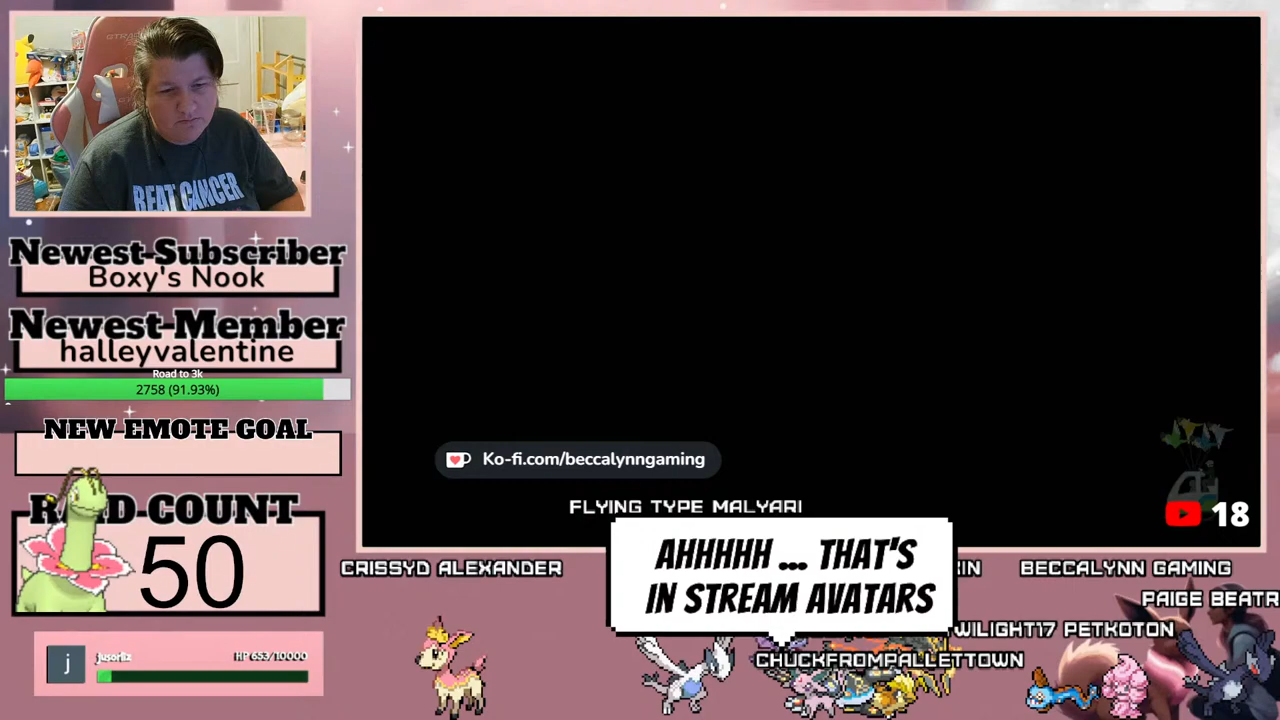 BEAT CANCER
Newest-Subscriber
Boxy's Nook
Newest-Member
halleyvalentine
Road to 3k
2758 (91.93%)
NEW EMOTE GOAL
RAID COUNT
50
j
jusorliz
HP 653/10000
Ko-fi.com/beccalynngaming
FLYING TYPE MALYARI
18
AHHHHH ... THAT'S
IN STREAM AVATARS
CRISSYD ALEXANDER
BECCALYNN GAMING
PAIGE BEATR
PETKOTON
CHUCKFROMPALLETTOWN